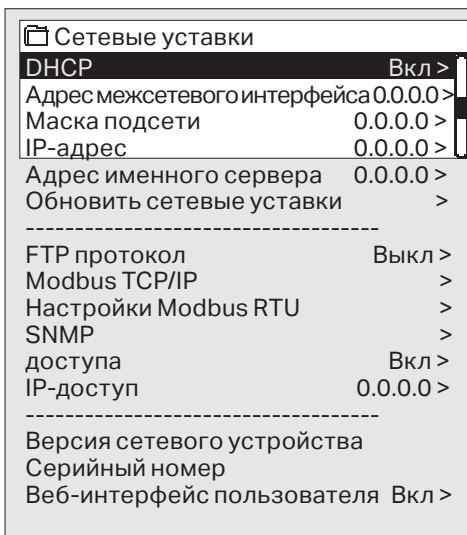 Сетевые уставки
DHCP Вкл >
Адрес межсетевого интерфейса 0.0.0.0 >
Маска подсети 0.0.0.0 >
IP-адрес 0.0.0.0 >
Адрес именного сервера 0.0.0.0 >
Обновить сетевые уставки >
-----------------------------------
FTP протокол Выкл >
Modbus TCP/IP >
Настройки Modbus RTU >
SNMP >
доступа Вкл >
IP-доступ 0.0.0.0 >
-----------------------------------
Версия сетевого устройства
Серийный номер
Веб-интерфейс пользователя Вкл >